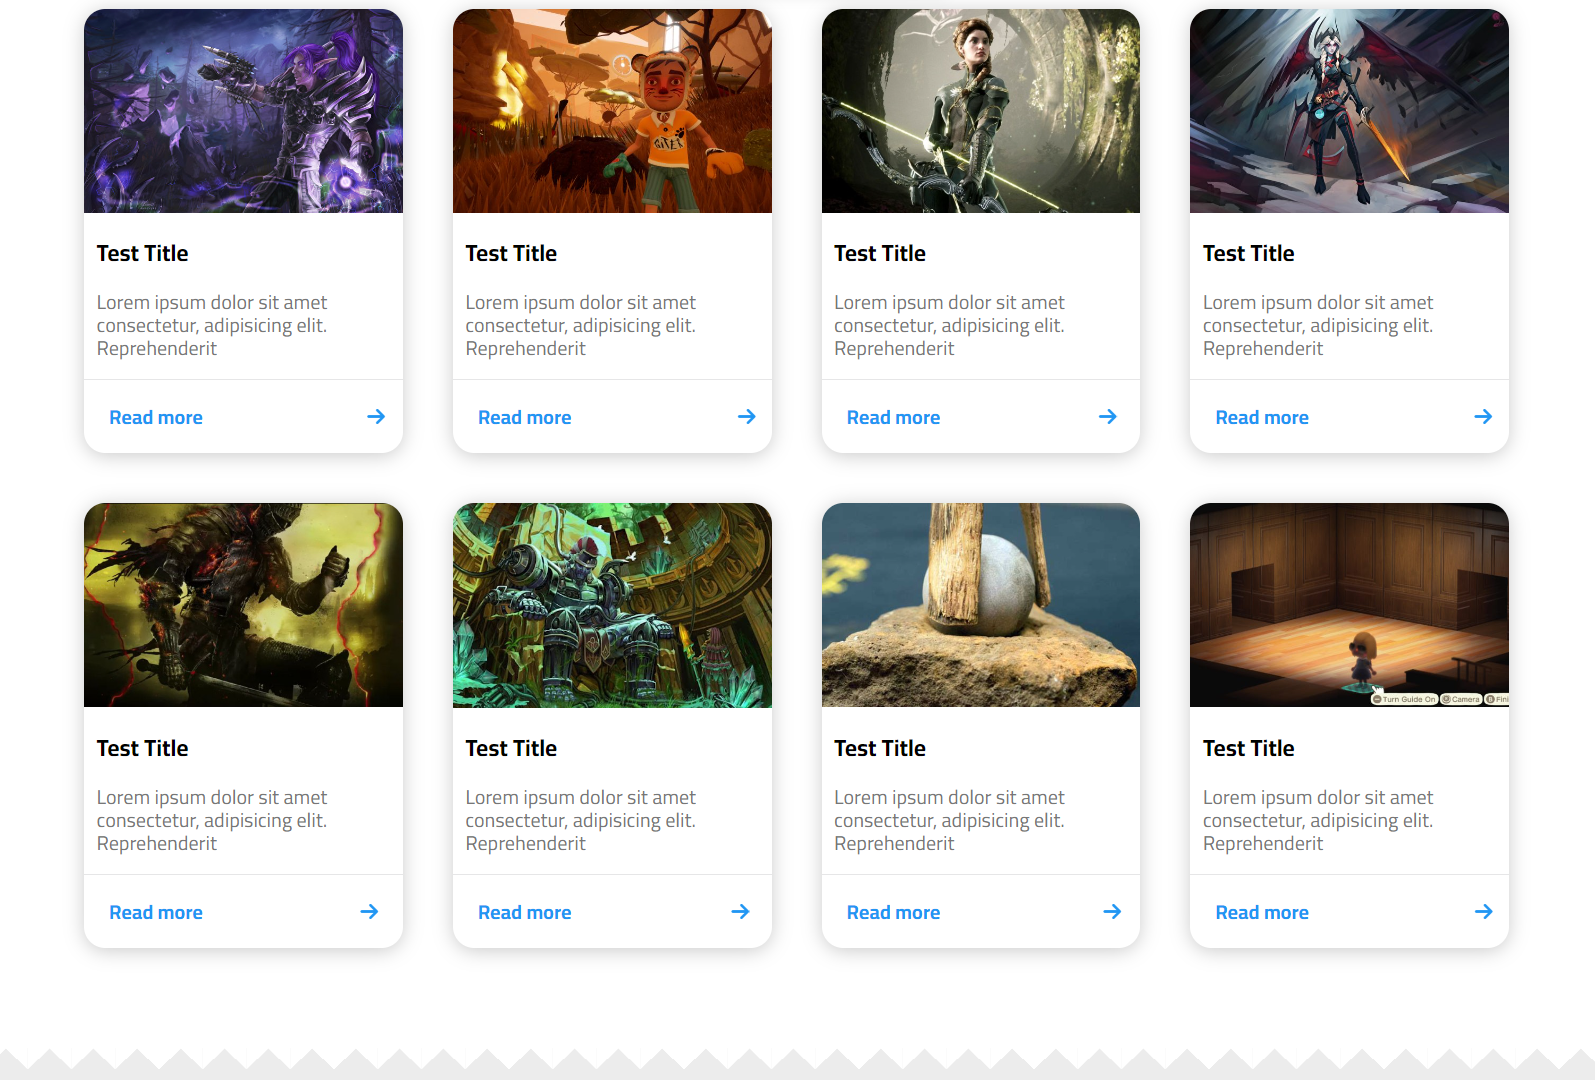 Test Title
Lorem ipsum dolor sit amet
consectetur, adipisicing elit.
Reprehenderit
Read more
Test Title
Lorem ipsum dolor sit amet
consectetur, adipisicing elit.
Reprehenderit
Read more
Test Title
Lorem ipsum dolor sit amet
consectetur, adipisicing elit.
Reprehenderit
Read more
Test Title
Lorem ipsum dolor sit amet
consectetur, adipisicing elit.
Reprehenderit
Read more
Test Title
Lorem ipsum dolor sit amet
consectetur, adipisicing elit.
Reprehenderit
Read more
Test Title
Lorem ipsum dolor sit amet
consectetur, adipisicing elit.
Reprehenderit
Read more
Test Title
Lorem ipsum dolor sit amet
consectetur, adipisicing elit.
Reprehenderit
Read more
Turn Guide On Camera Fini
Test Title
Lorem ipsum dolor sit amet
consectetur, adipisicing elit.
Reprehenderit
Read more